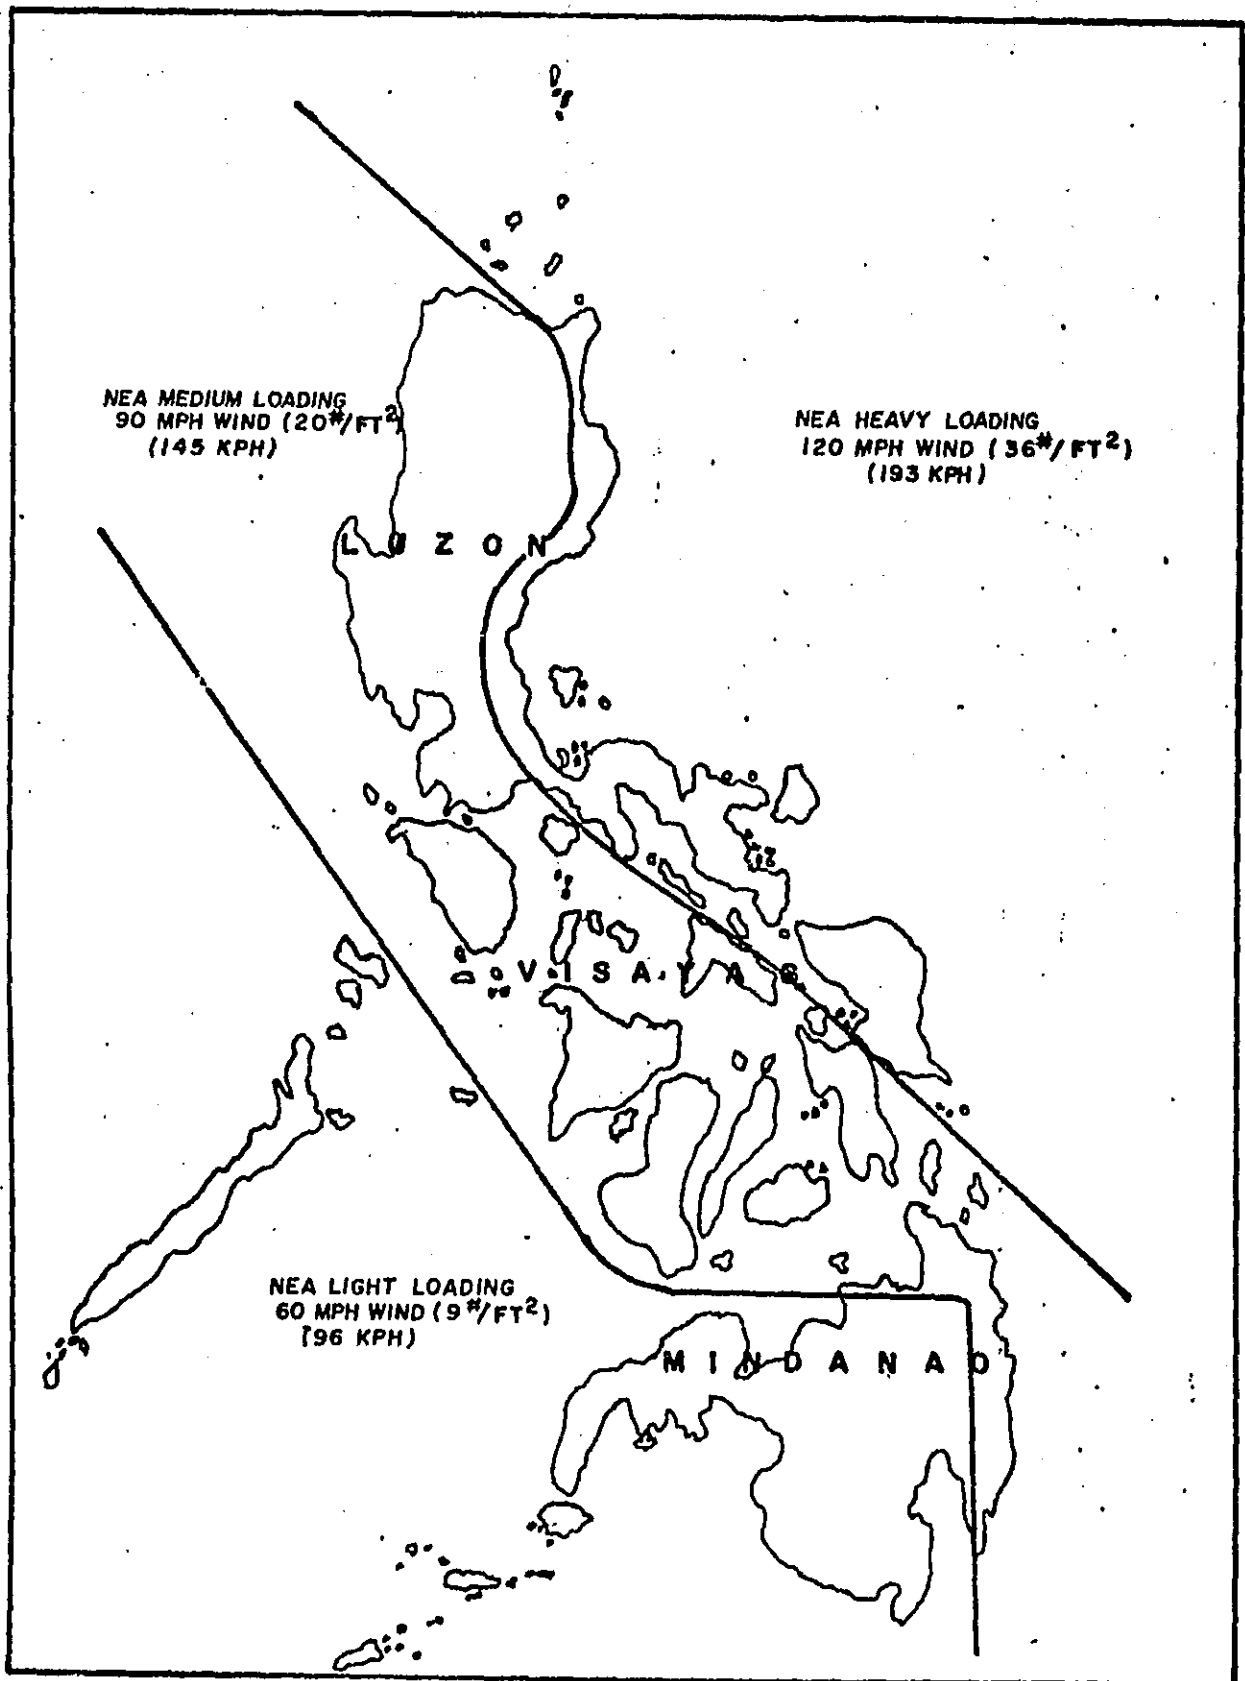 NEA MEDIUM LOADING
90 MPH WIND (20#/FT2)
(145 KPH)
NEA HEAVY LOADING
120 MPH WIND (36#/FT2)
(193 KPH)
LUZON
VISAYAS
NEA LIGHT LOADING
60 MPH WIND (9#/FT2)
(96 KPH)
MINDANAO